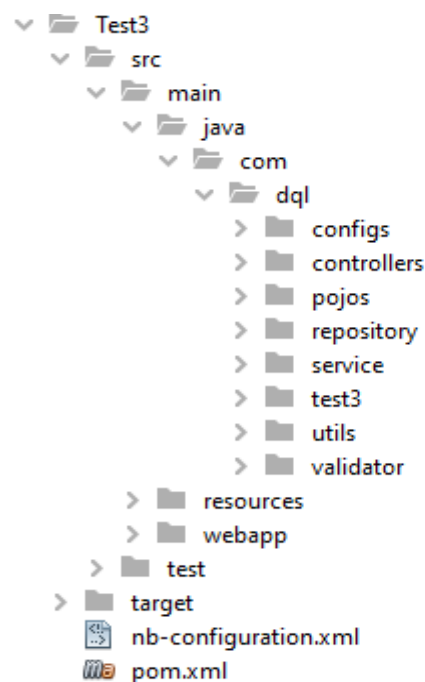 Test3
src
main
java
com
dql
configs
controllers
pojos
repository
service
test3
utils
validator
resources
webapp
test
target
nb-configuration.xml
pom.xml